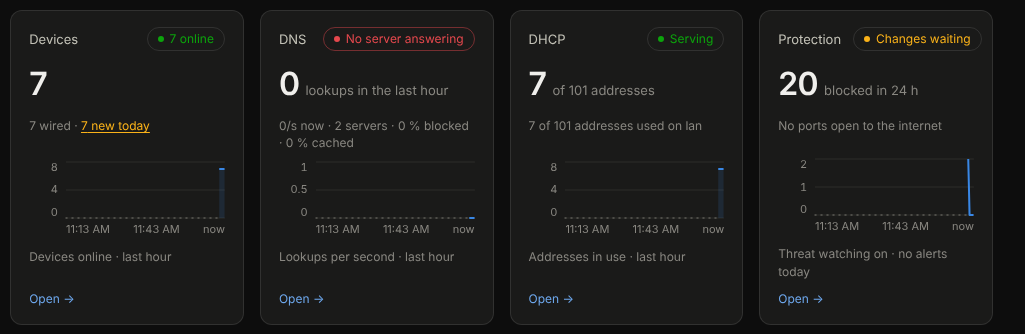 Devices
7 online
7
7 wired · 7 new today
8
4
0
11:13 AM 11:43 AM now
Devices online · last hour
Open →
DNS
No server answering
0 lookups in the last hour
0/s now · 2 servers · 0 % blocked
· 0 % cached
1
0.5
0
11:13 AM 11:43 AM now
Lookups per second · last hour
Open →
DHCP
Serving
7 of 101 addresses
7 of 101 addresses used on lan
8
4
0
11:13 AM 11:43 AM now
Addresses in use · last hour
Open →
Protection
Changes waiting
20 blocked in 24 h
No ports open to the internet
2
1
0
11:13 AM 11:43 AM now
Threat watching on · no alerts
today
Open →